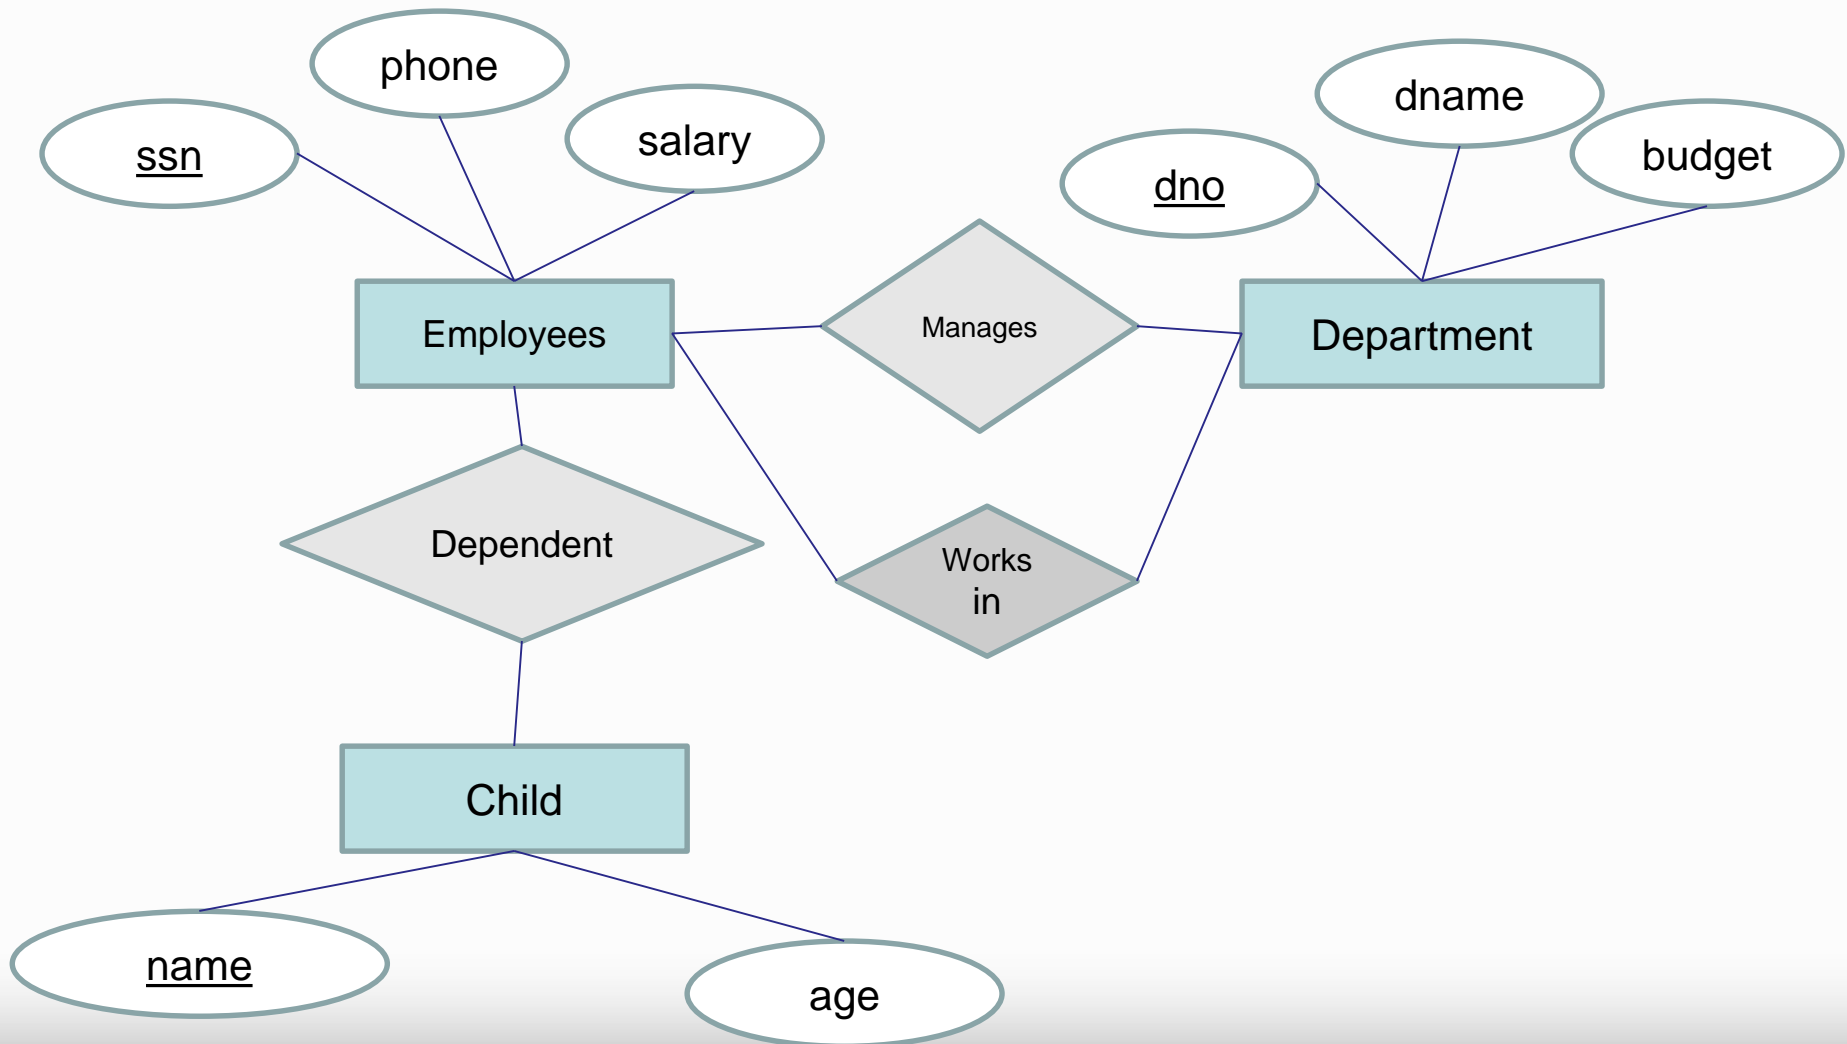 phone
dname
salary
ssn
budget
dno
Employees
Manages
Department
Dependent
Works
in
Child
name
age